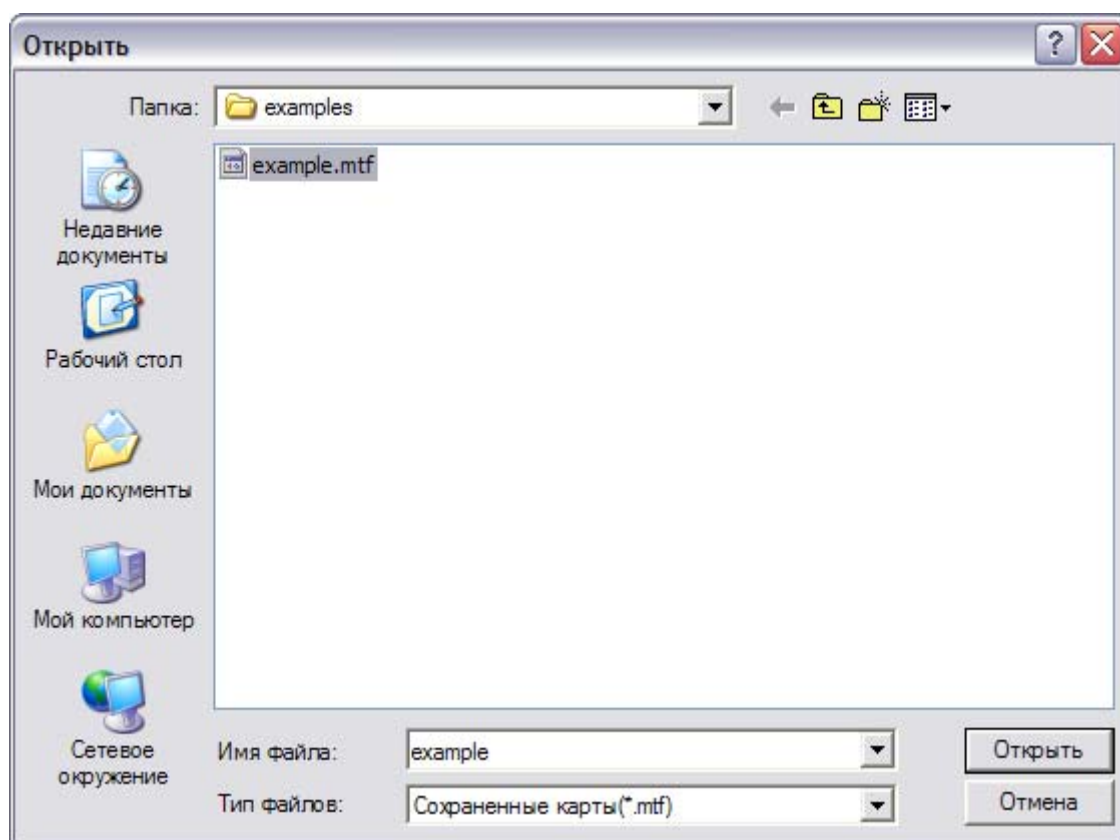 Открыть
Папка:
examples
example.mtf
Недавние
документы
Рабочий стол
Мои документы
Мой компьютер
Сетевое
окружение
Имя файла:
example
Открыть
Тип файлов:
Сохраненные карты(*.mtf)
Отмена